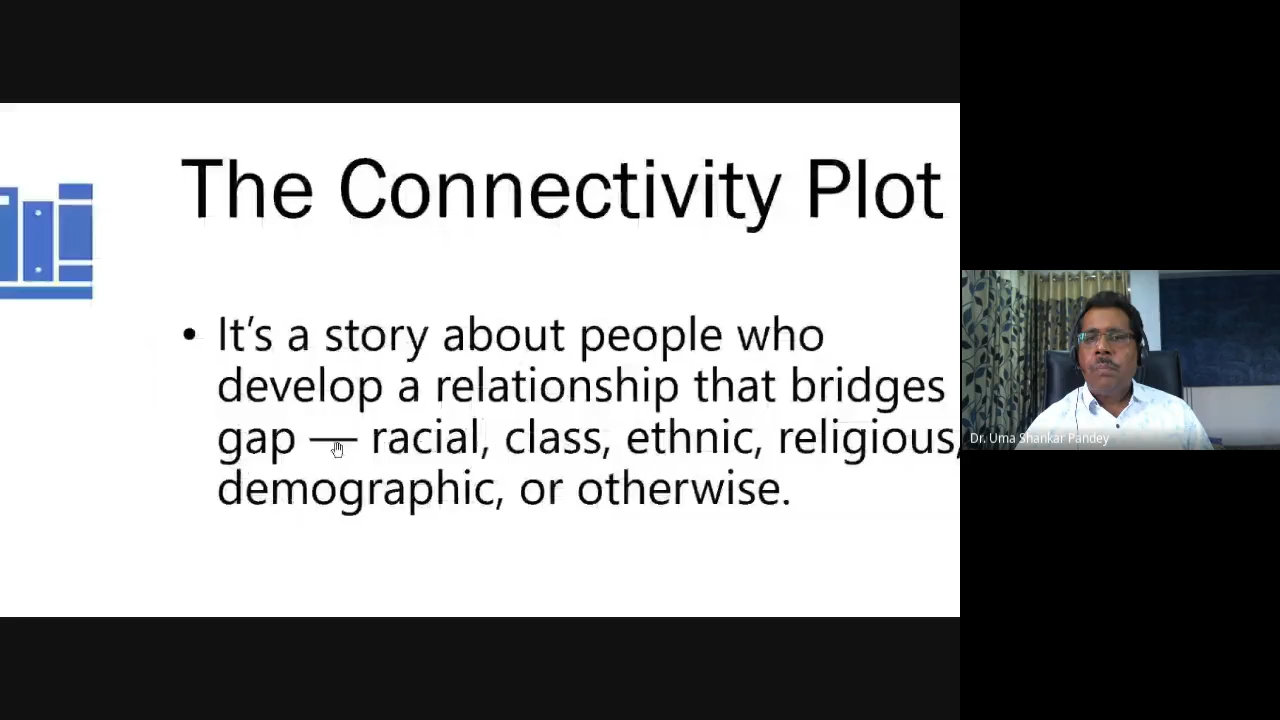 The Connectivity Plot
• It's a story about people who
develop a relationship that bridges
gap — racial, class, ethnic, religious,
demographic, or otherwise.
Dr. Uma Shankar Pandey